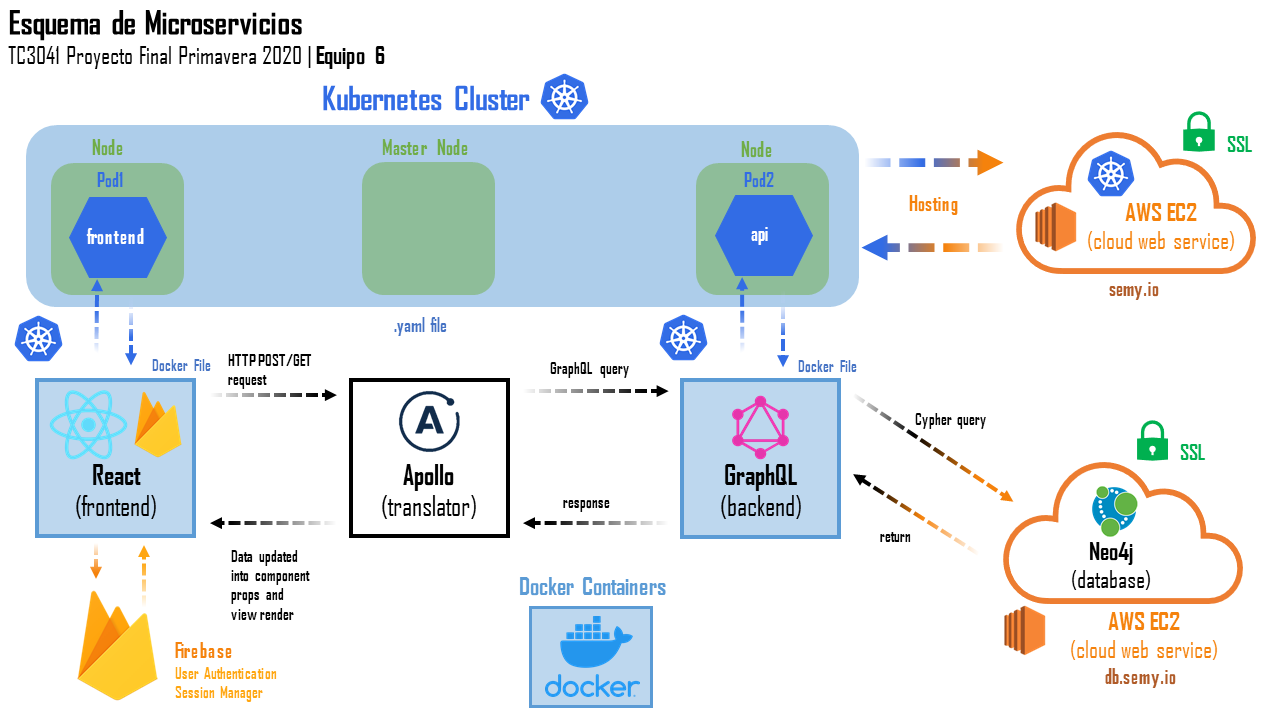 Esquema de Microservicios
TC3041 Proyecto Final Primavera 2020 | Equipo 6
Kubernetes Cluster
Node
Pod1
frontend
Master Node
Node
Pod2
api
Hosting
SSL
AWS EC2
(cloud web service)
semy.io
.yaml file
Docker File
HTTP POST/GET
request
GraphQL query
Docker File
React
(frontend)
A
Apollo
(translator)
GraphQL
(backend)
Cypher query
response
return
Data updated
into component
props and
view render
SSL
Neo4j
(database)
AWS EC2
(cloud web service)
db.semy.io
Firebase
User Authentication
Session Manager
Docker Containers
docker